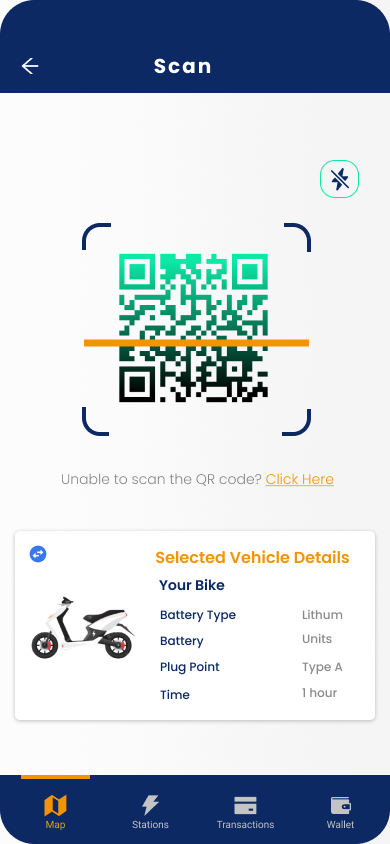 Scan
Unable to scan the QR code? Click Here
Selected Vehicle Details
Your Bike
Battery Type Lithum
Battery Units
Plug Point Type A
Time 1 hour
Map Stations Transactions Wallet